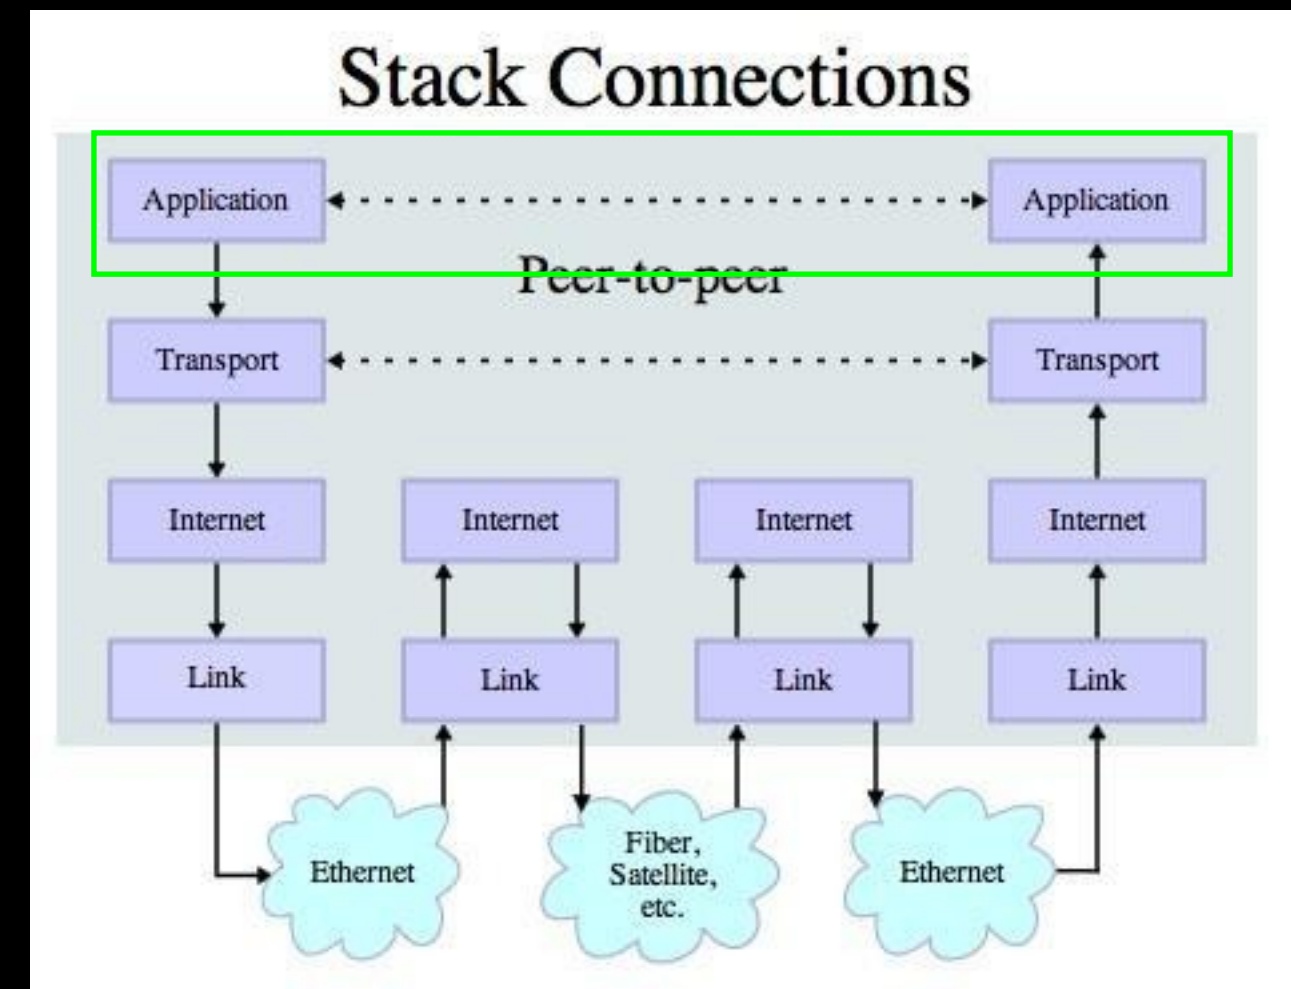 Stack Connections
Application
Application
Peer-to-peer
Transport
Transport
Internet
Internet
Internet
Internet
Link
Link
Link
Link
Ethernet
Fiber,
Satellite,
etc.
Ethernet